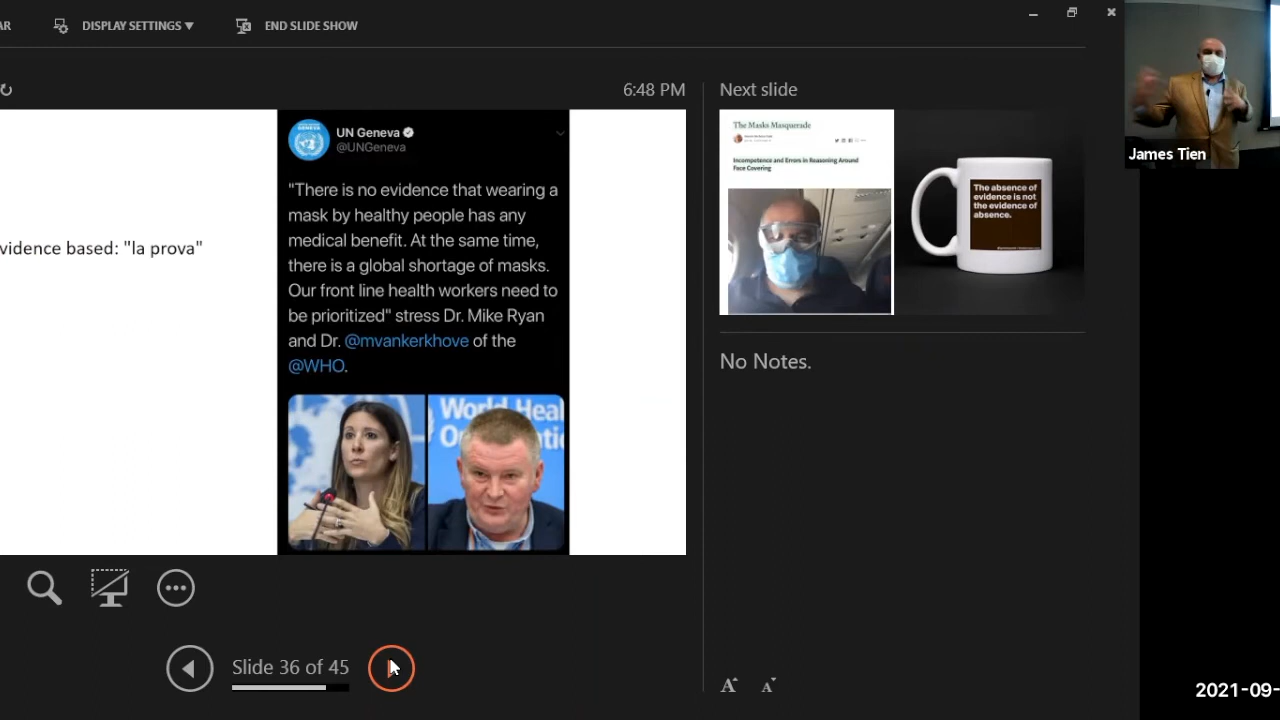 AR
DISPLAY SETTINGS ▼
END SLIDE SHOW
6:48 PM
Next slide
James Tien
vidence based: "la prova"
UN Geneva
@UNGeneva
"There is no evidence that wearing a
mask by healthy people has any
medical benefit. At the same time,
there is a global shortage of masks.
Our front line health workers need to
be prioritized" stress Dr. Mike Ryan
and Dr. @mvankerkhove of the
@WHO.
World Heal
O
The Masks Masquerade
Incompetence and Errors in Reasoning Around
Face Covering
The absence of
evidence is not
the evidence of
absence.
No Notes.
Slide 36 of 45
A A
2021-09-